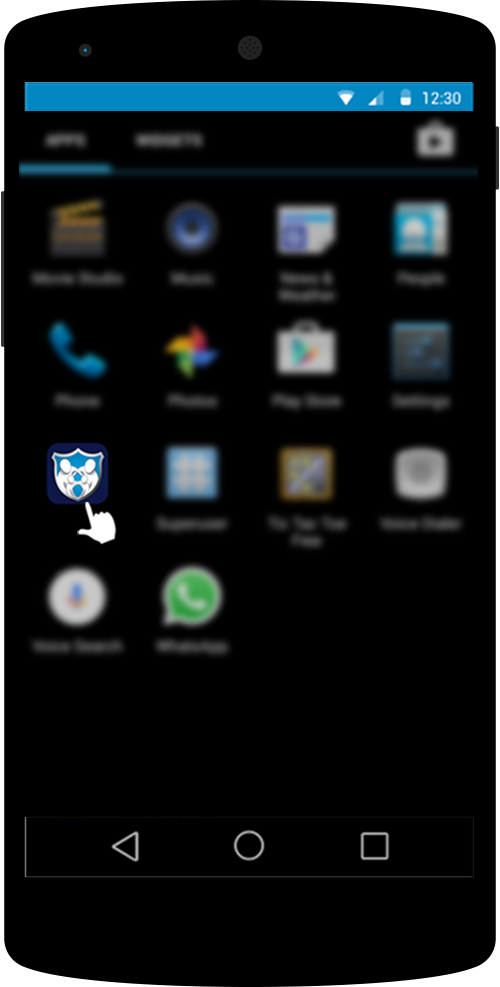 12:30
APPS WIDGETS
Movie Studio Music News & People
Weather
Phone Photos Play Store Settings
Superuser Tic Tac Toe Voice Dialer
Free
Voice Search WhatsApp